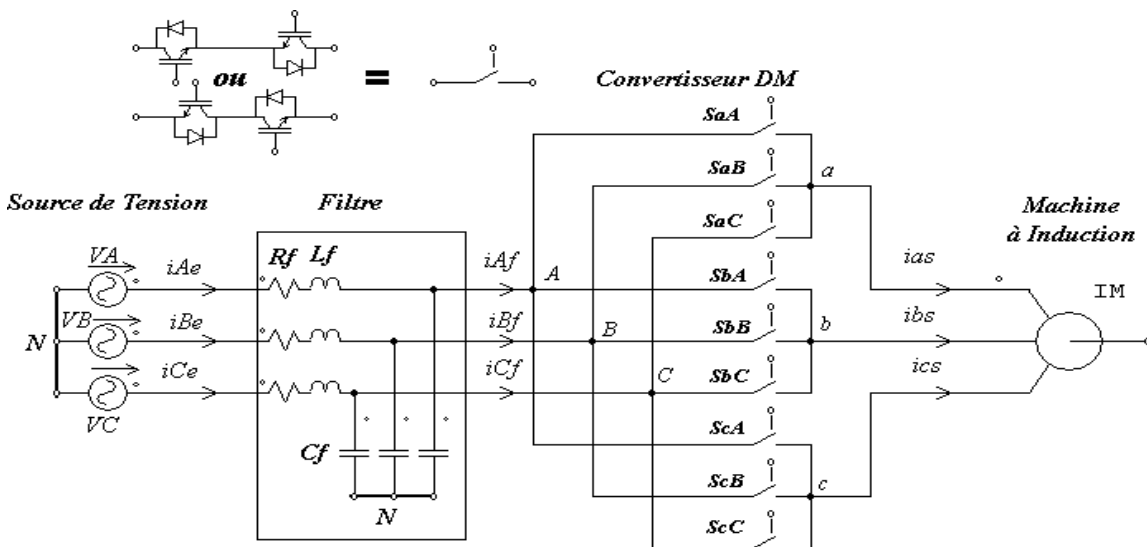 ou
=
Convertisseur DM
SaA
SaB
a
SaC
Source de Tension
Filtre
Machine
à Induction
VA
iAe
Rf
Lf
iAf
A
SbA
ias
IM
VB
iBe
iBf
B
SbB
b
ibs
N
iCe
iCf
C
SbC
ics
VC
ScA
Cf
ScB
c
N
ScC